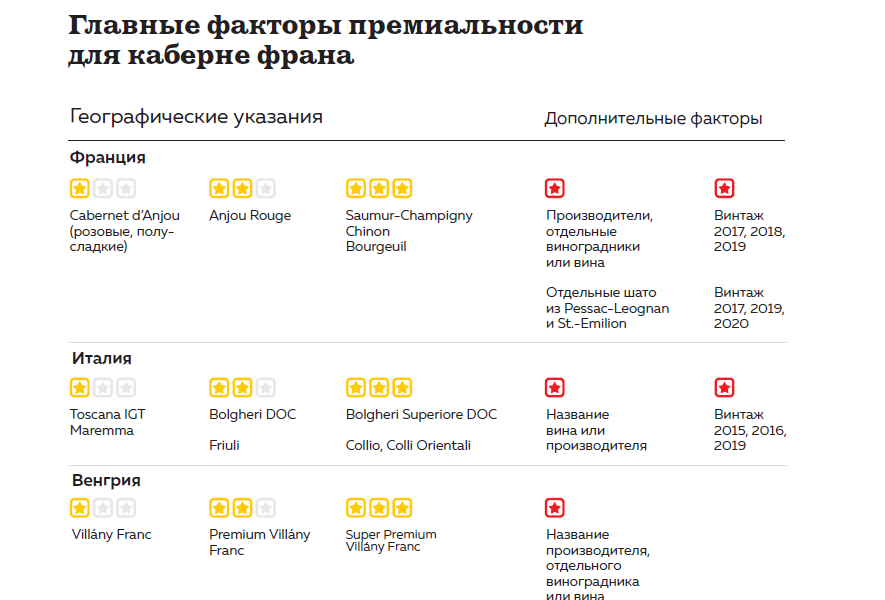 Главные факторы премиальности
для каберне франа
Географические указания
Дополнительные факторы
Франция
Cabernet d’Anjou
(розовые, полу-
сладкие)
Anjou Rouge
Saumur-Champigny
Chinon
Bourgeuil
Производители,
отдельные
виноградники
или вина
Винтаж
2017, 2018,
2019
Отдельные шато
из Pessac-Leognan
и St.-Emilion
Винтаж
2017, 2019,
2020
Италия
Toscana IGT
Maremma
Bolgheri DOC
Friuli
Bolgheri Superiore DOC
Collio, Colli Orientali
Название
вина или
производителя
Винтаж
2015, 2016,
2019
Венгрия
Villány Franc
Premium Villány
Franc
Super Premium
Villány Franc
Название
производителя,
отдельного
виноградника
или вина